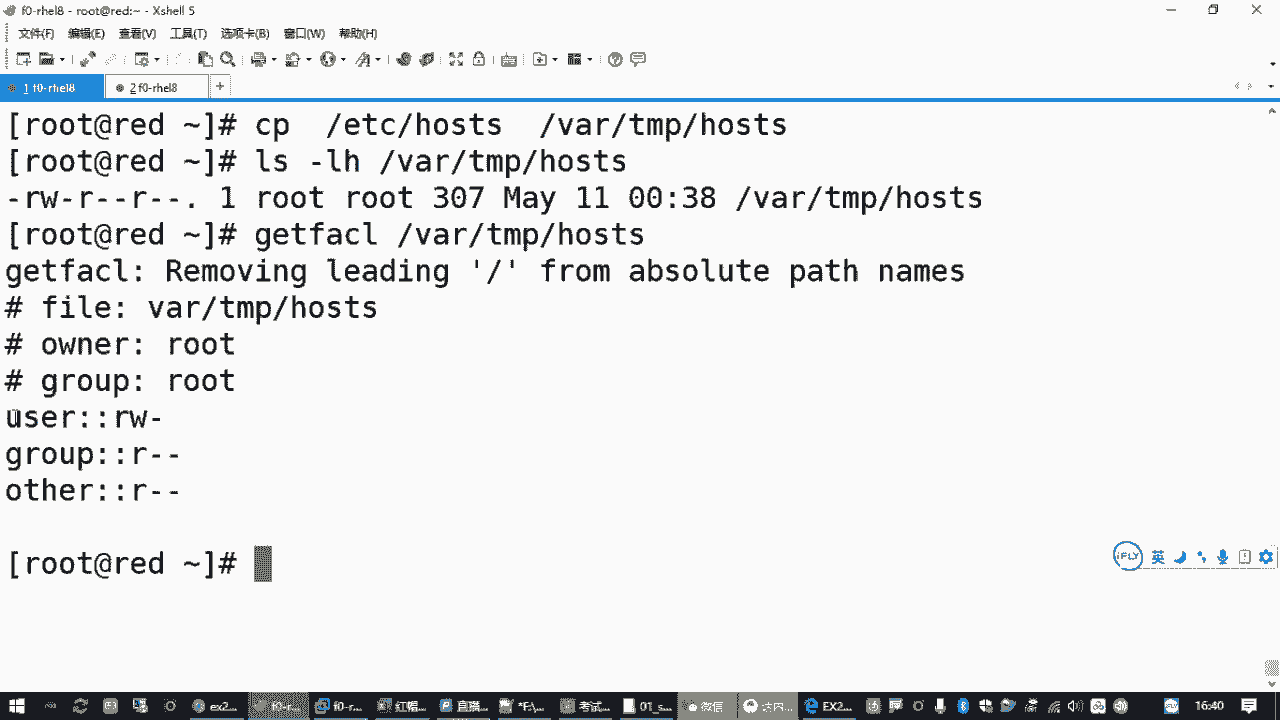 f0-rhel8 - root@red:~ - Xshell 5
文件(F) 编辑(E) 查看(V) 工具(T) 选项卡(B) 窗口(W) 帮助(H)
1 f0-rhel8 2 f0-rhel8 +
[root@red ~]# cp  /etc/hosts  /var/tmp/hosts
[root@red ~]# ls -lh /var/tmp/hosts
-rw-r--r--. 1 root root 307 May 11 00:38 /var/tmp/hosts
[root@red ~]# getfacl /var/tmp/hosts
getfacl: Removing leading '/' from absolute path names
# file: var/tmp/hosts
# owner: root
# group: root
user::rw-
group::r--
other::r--
[root@red ~]#
iFLY 英
ex2... f0-r... f0-r... 红帽... 直播... *F:\... 考试... 01_s... 微信 EX2... 英 16:40